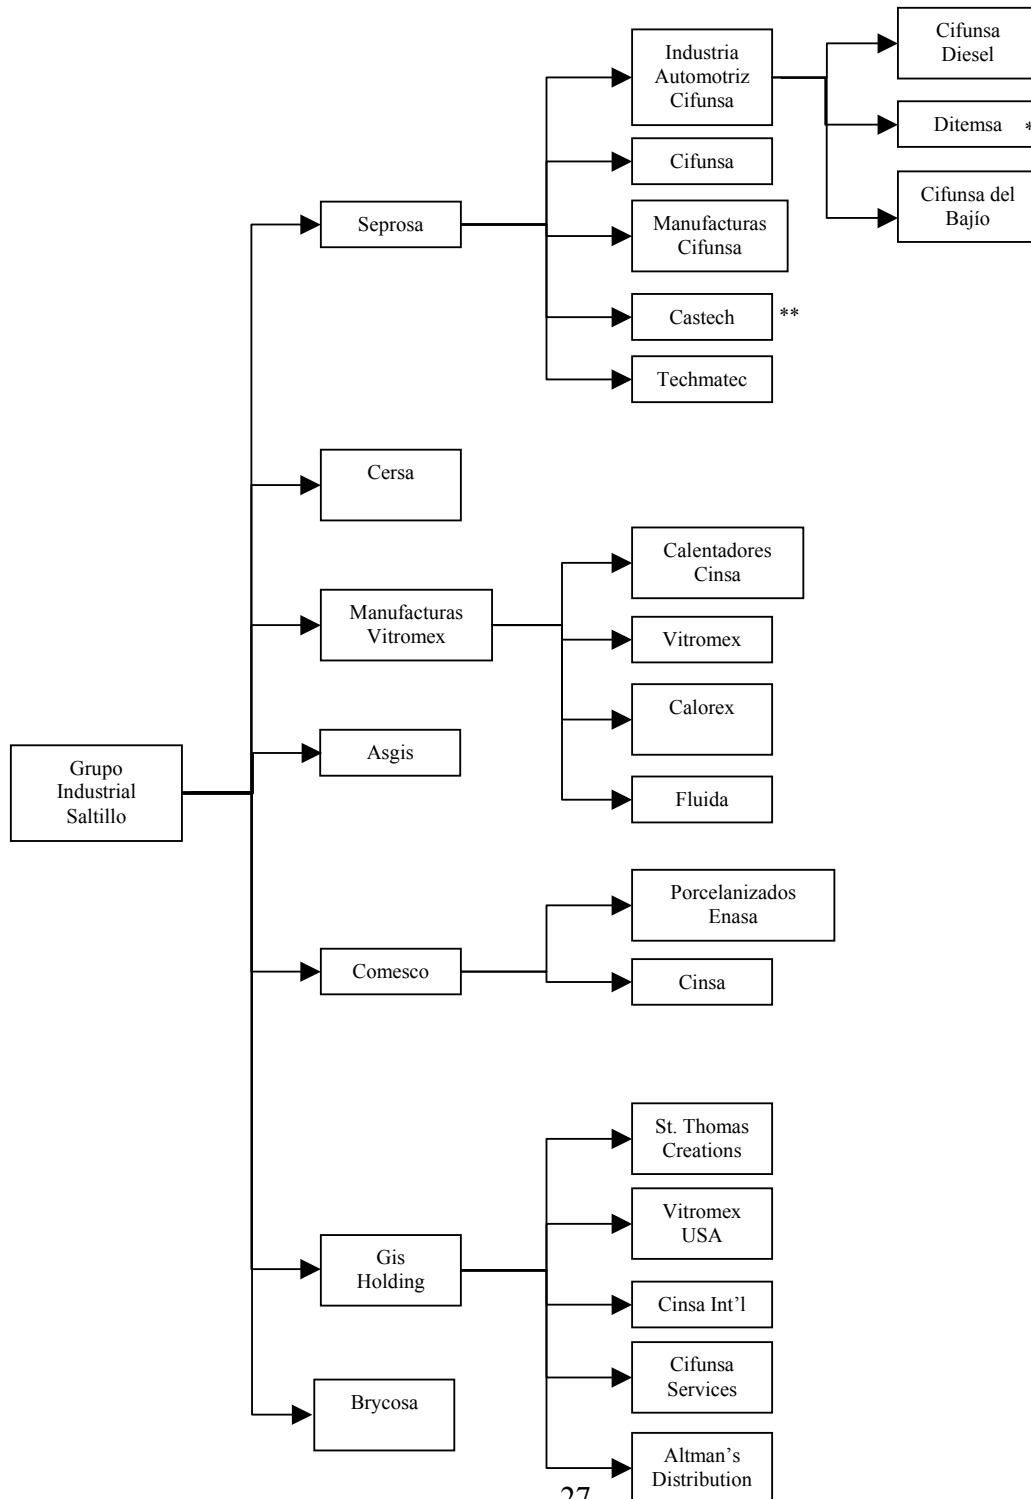 Grupo
Industrial
Saltillo
Seprosa
Cersa
Manufacturas
Vitromex
Asgis
Comesco
Gis
Holding
Brycosa
Industria
Automotriz
Cifunsa
Cifunsa
Manufacturas
Cifunsa
Castech **
Techmatec
Calentadores
Cinsa
Vitromex
Calorex
Fluida
Porcelanizados
Enasa
Cinsa
St. Thomas
Creations
Vitromex
USA
Cinsa Int’l
Cifunsa
Services
Altman’s
Distribution
Cifunsa
Diesel
Ditemsa *
Cifunsa del
Bajío
27